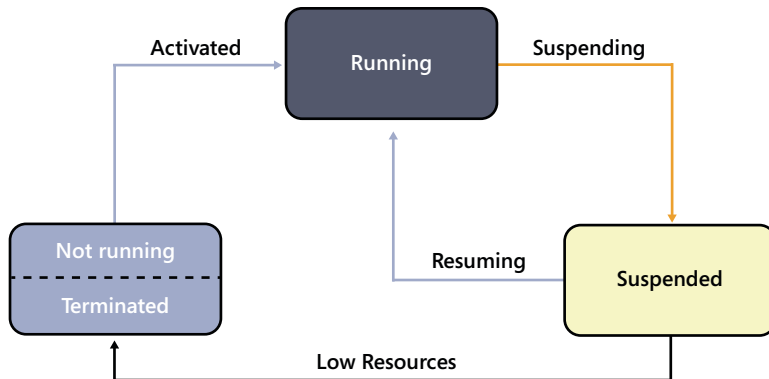 Activated
Running
Suspending
Not running
Terminated
Resuming
Suspended
Low Resources